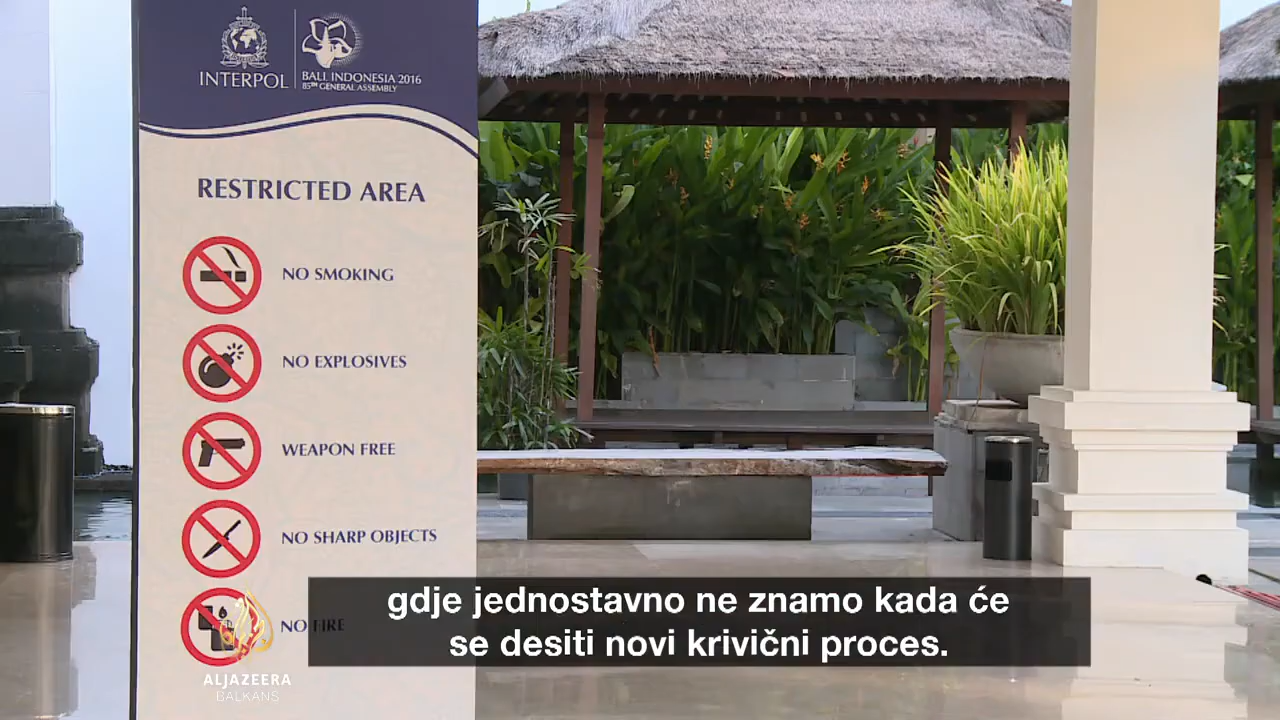 INTERPOL
BALI, INDONESIA 2016
85TH GENERAL ASSEMBLY
RESTRICTED AREA
NO SMOKING
NO EXPLOSIVES
WEAPON FREE
NO SHARP OBJECTS
NO FIRE
gdje jednostavno ne znamo kada će
se desiti novi krivični proces.
ALJAZEERA
BALKANS